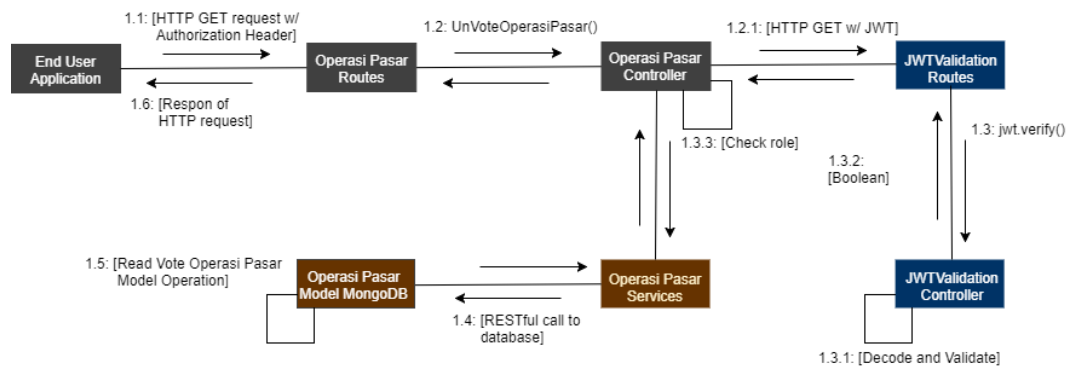 1.1: [HTTP GET request w/
Authorization Header]
1.2: UnVoteOperasiPasar()
1.2.1: [HTTP GET w/ JWT]
End User
Application
Operasi Pasar
Routes
Operasi Pasar
Controller
JWTValidation
Routes
1.6: [Respon of
HTTP request]
1.3.3: [Check role]
1.3: jwt.verify()
1.3.2:
[Boolean]
1.5: [Read Vote Operasi Pasar
Model Operation]
Operasi Pasar
Model MongoDB
Operasi Pasar
Services
JWTValidation
Controller
1.4: [RESTful call to
database]
1.3.1: [Decode and Validate]